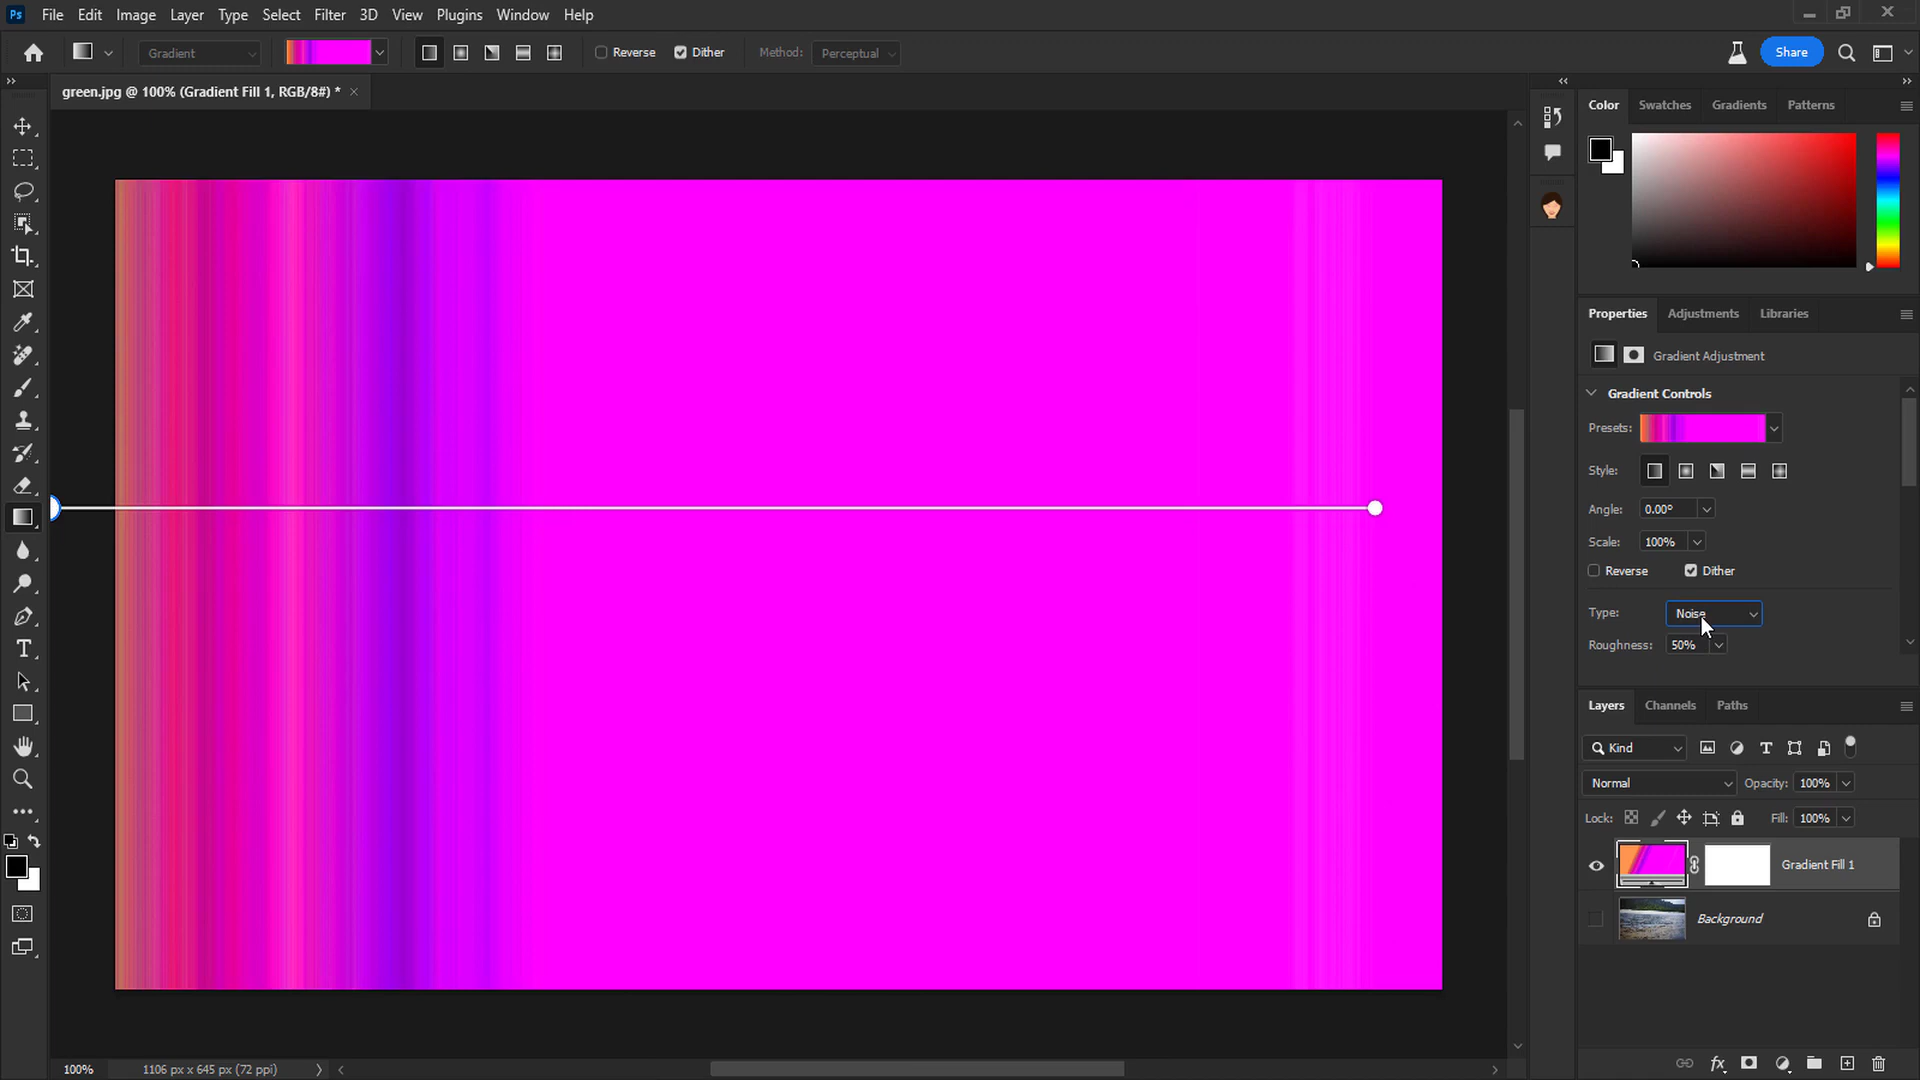 Ps File Edit Image Layer Type Select Filter 3D View Plugins Window Help
Gradient Reverse Dither Method: Perceptual Share
green.jpg @ 100% (Gradient Fill 1, RGB/8#) *
Color Swatches Gradients Patterns
Properties Adjustments Libraries
Gradient Adjustment
Gradient Controls
Presets:
Style:
Angle: 0.00°
Scale: 100%
Reverse Dither
Type: Noise
Roughness: 50%
Layers Channels Paths
Kind
Normal Opacity: 100%
Lock: Fill: 100%
Gradient Fill 1
Background
100% 1106 px x 645 px (72 ppi)